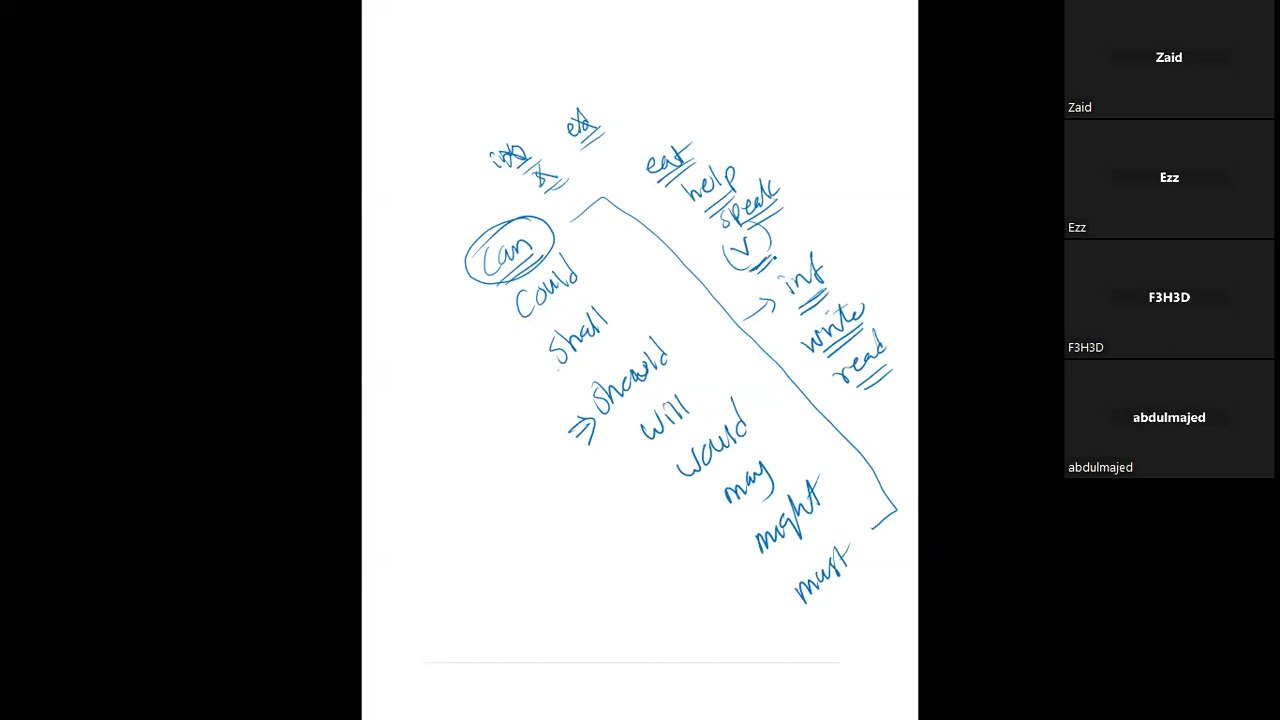 eat
help
speak
(v).
→ inf
write
read
can
could
shall
⇒ should
will
would
may
might
must
Zaid
Zaid
Ezz
Ezz
F3H3D
F3H3D
abdulmajed
abdulmajed